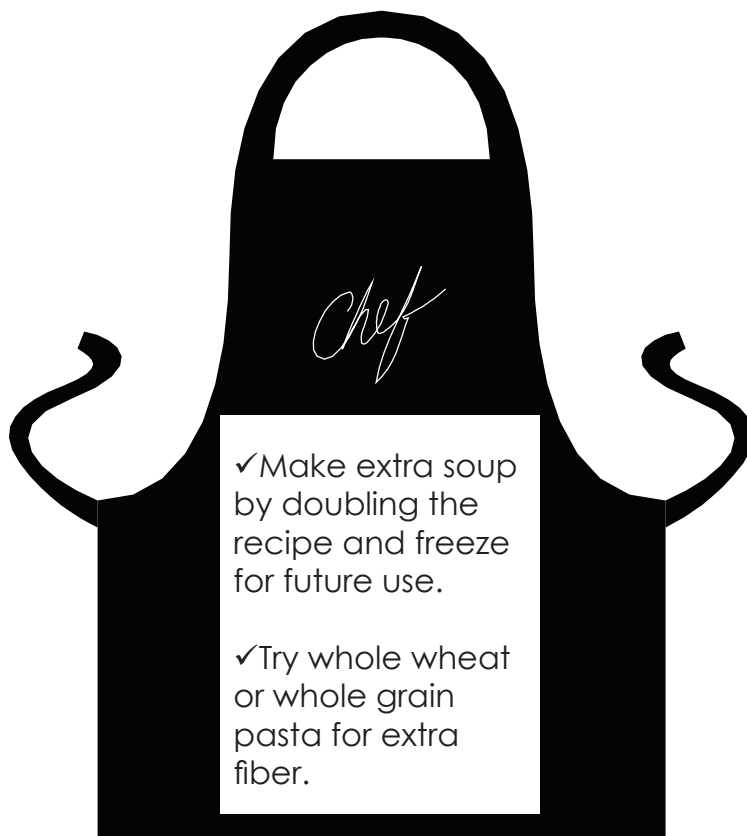 Chef
✓Make extra soup
by doubling the
recipe and freeze
for future use.
✓Try whole wheat
or whole grain
pasta for extra
fiber.